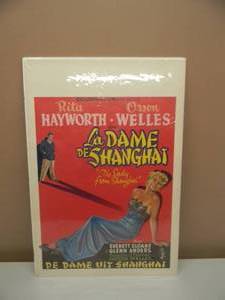 Rita Orson
HAYWORTH · WELLES
La DAME
DE SHANGHAÏ
"The Lady
from Shanghai"
EVERETT SLOANE
GLENN ANDERS
DE DAME UIT SHANGHAI